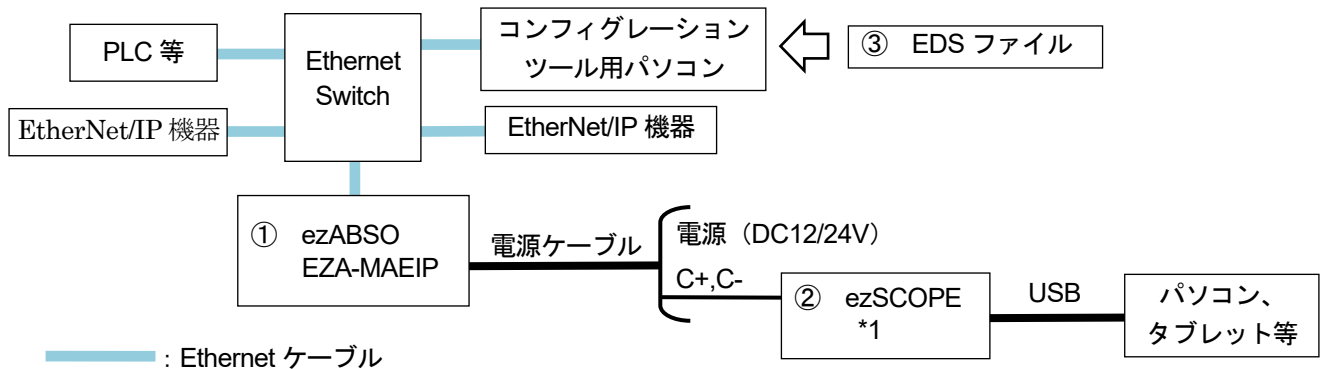 PLC 等
Ethernet
Switch
コンフィグレーション
ツール用パソコン
③ EDS ファイル
EtherNet/IP 機器
EtherNet/IP 機器
① ezABSO
EZA-MAEIP
電源ケーブル
電源（DC12/24V）
C+,C-
② ezSCOPE
*1
USB
パソコン、
タブレット等
：Ethernet ケーブル